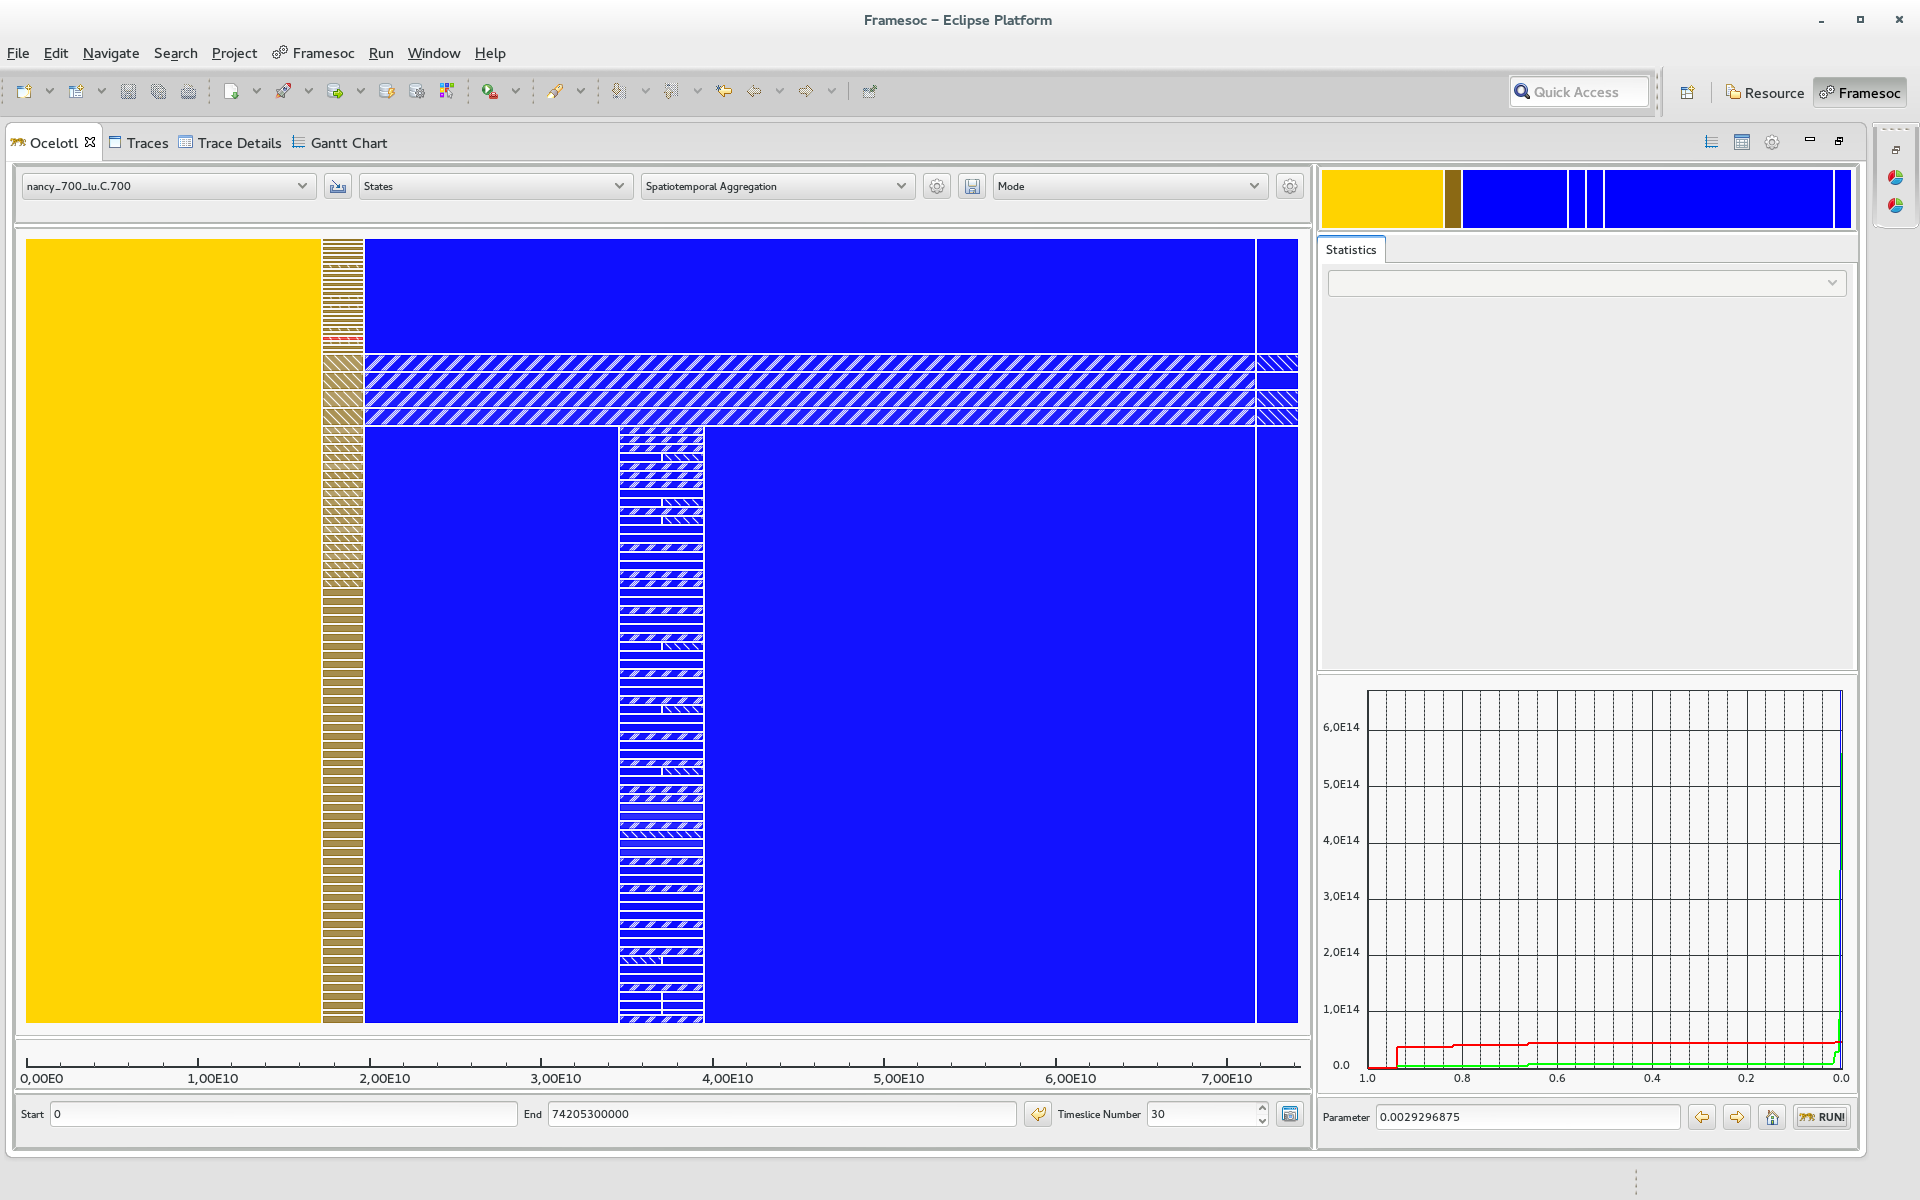 Framesoc – Eclipse Platform
File Edit Navigate Search Project Framesoc Run Window Help
Quick Access Resource Framesoc
Ocelotl Traces Trace Details Gantt Chart
nancy_700_lu.C.700 States Spatiotemporal Aggregation Mode
Statistics
6,0E14
5,0E14
4,0E14
3,0E14
2,0E14
1,0E14
0.0
1.0 0.8 0.6 0.4 0.2 0.0
0,00E0 1,00E10 2,00E10 3,00E10 4,00E10 5,00E10 6,00E10 7,00E10
Start 0 End 74205300000 Timeslice Number 30
Parameter 0.0029296875 RUN!